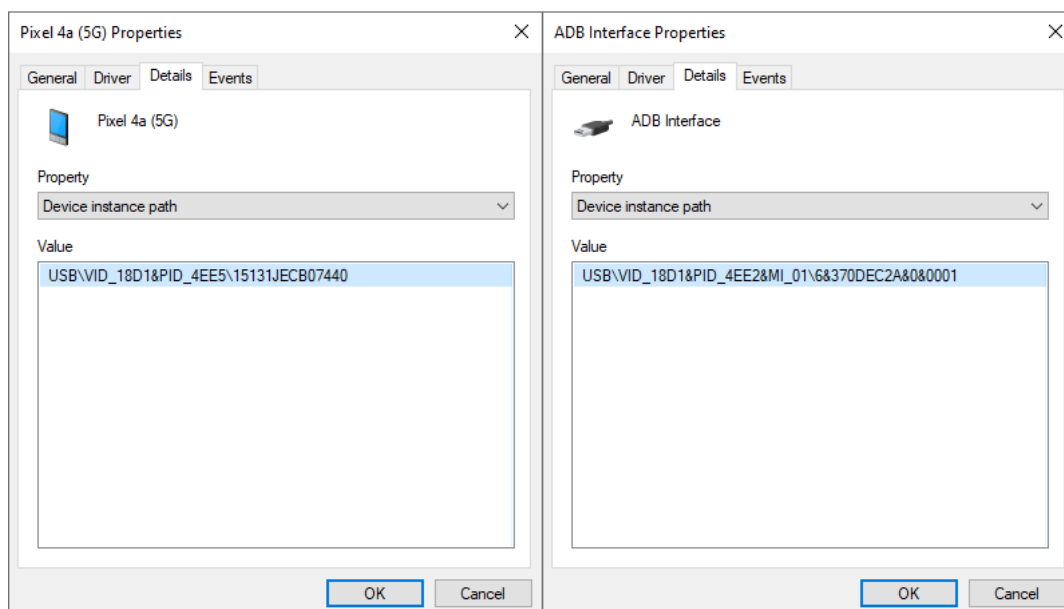 Pixel 4a (5G) Properties
General Driver Details Events
Pixel 4a (5G)
Property
Device instance path
Value
USB\VID_18D1&PID_4EE5\15131JECB07440
OK Cancel
ADB Interface Properties
General Driver Details Events
ADB Interface
Property
Device instance path
Value
USB\VID_18D1&PID_4EE2&MI_01\6&370DEC2A&0&0001
OK Cancel